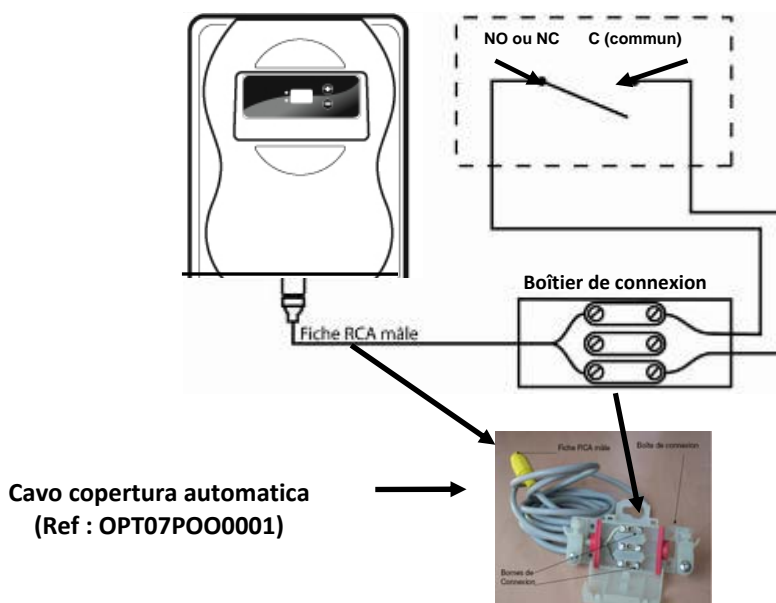 NO ou NC
C (commun)
Boîtier de connexion
Fiche RCA mâle
Fiche RCA mâle
Boîte de connexion
Cavo copertura automatica
(Ref : OPT07POO0001)
Bornes de
Connexion